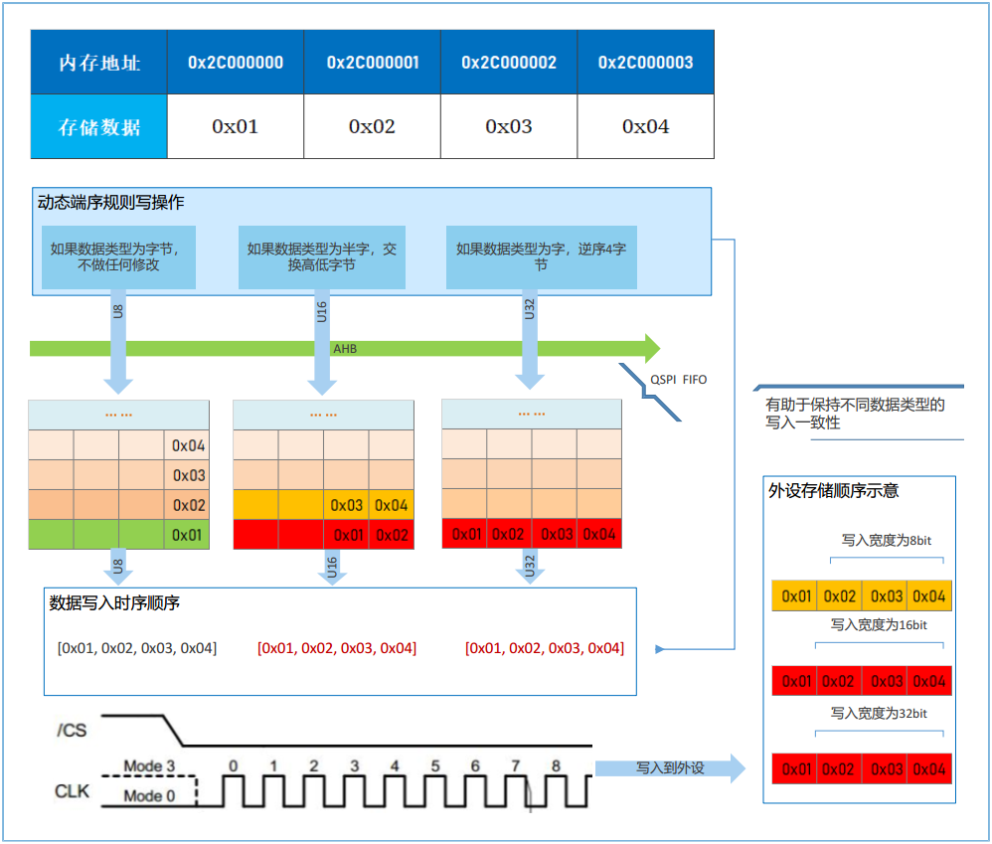 内存地址 0x2C000000 0x2C000001 0x2C000002 0x2C000003
存储数据 0x01 0x02 0x03 0x04
动态端序规则写操作
如果数据类型为字节，
不做任何修改
如果数据类型为半字，交
换高低字节
如果数据类型为字，逆序4字
节
U8 U16 U32
AHB
QSPI FIFO
... ... ... ... ... ...
0x04
0x03
0x02 0x03 0x04
0x01 0x01 0x02 0x01 0x02 0x03 0x04
U8 U16 U32
数据写入时序顺序
[0x01, 0x02, 0x03, 0x04] [0x01, 0x02, 0x03, 0x04] [0x01, 0x02, 0x03, 0x04]
有助于保持不同数据类型的
写入一致性
外设存储顺序示意
写入宽度为8bit
0x01 0x02 0x03 0x04
写入宽度为16bit
0x01 0x02 0x03 0x04
写入宽度为32bit
0x01 0x02 0x03 0x04
/CS
Mode 3 0 1 2 3 4 5 6 7 8
CLK Mode 0
写入到外设